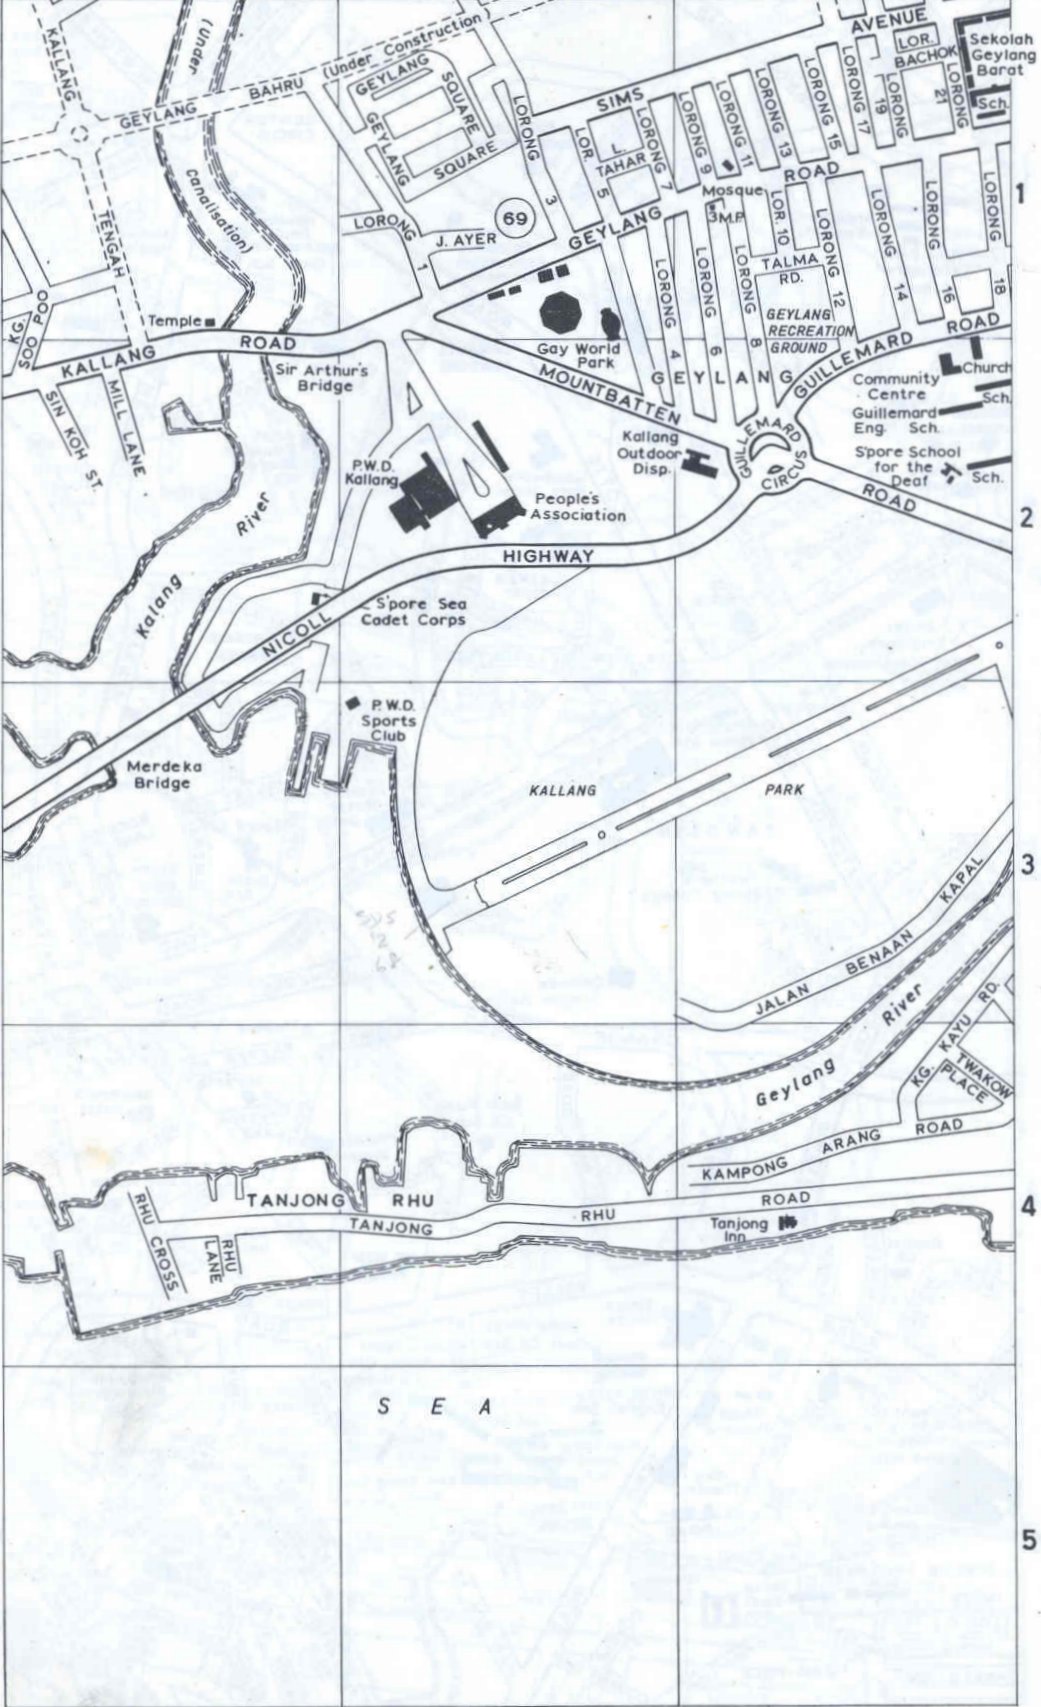 KALLANG
(Under
Canalisation)
GEYLANG BAHRU (Under Construction)
TENGAH
GEYLANG SQUARE
GEYLANG SQUARE
LORONG 3
LORONG 1
J. AYER
69
SIMS AVENUE
LOR. 5
L. TAHAR
LORONG 7
LORONG 9
LORONG 11
LORONG 13
LORONG 15
LORONG 17
19
LORONG 21
LORONG
LOR. BACHOK
Sekolah
Geylang
Barat
Sch.
GEYLANG ROAD
Mosque
M.P.
LOR. 10
LORONG 12
LORONG 14
LORONG 16
LORONG 18
TALMA
RD.
LORONG 4
LORONG 6
LORONG 8
GEYLANG
RECREATION
GROUND
1
KG.
SOO POO
Temple
KALLANG ROAD
Sir Arthur's
Bridge
SIN KOH ST.
MILL LANE
Gay World
Park
MOUNTBATTEN ROAD
GEYLANG
GUILLEMARD ROAD
Church
Community
Centre
Sch.
Guillemard
Eng. Sch.
S'pore School
for the
Deaf
Sch.
GUILLEMARD CIRCUS
Kallang
Outdoor
Disp.
P.W.D.
Kallang
People's
Association
2
Kalang River
NICOLL HIGHWAY
S'pore Sea
Cadet Corps
P.W.D.
Sports
Club
Merdeka
Bridge
KALLANG PARK
3
JALAN BENAAN KAPAL
Geylang River
KG. KAYU RD.
TWAKOW
PLACE
KAMPONG ARANG ROAD
TANJONG RHU
TANJONG RHU ROAD
RHU CROSS
RHU
LANE
Tanjong
Inn
4
SEA
5